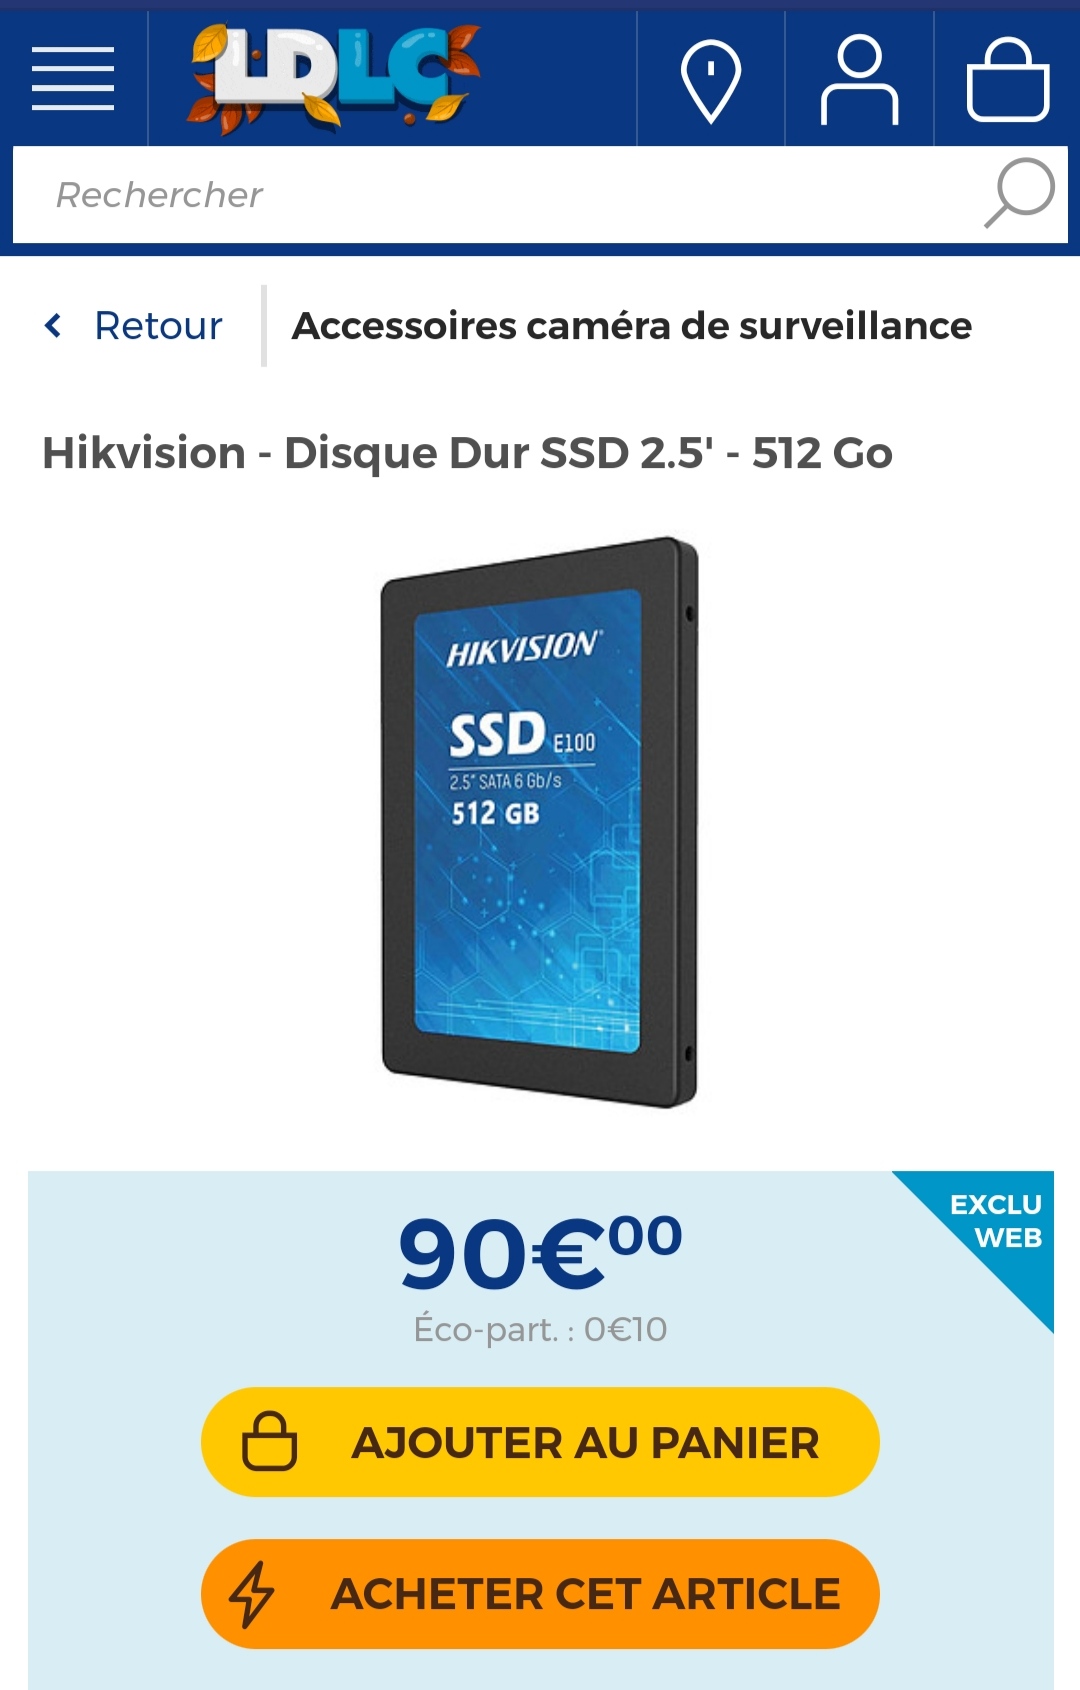 LDLC
Rechercher
Retour
Accessoires caméra de surveillance
Hikvision - Disque Dur SSD 2.5' - 512 Go
HIKVISION®
SSD E100
2.5" SATA 6 Gb/s
512 GB
EXCLU
WEB
90€00
Éco-part. : 0€10
AJOUTER AU PANIER
ACHETER CET ARTICLE